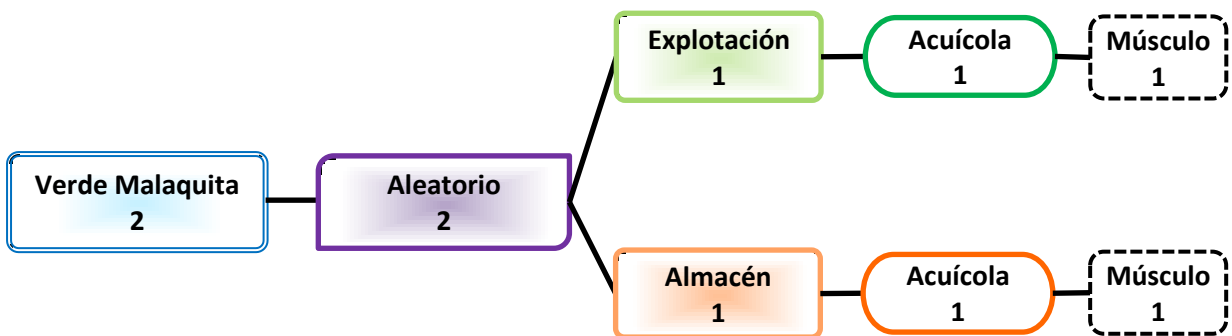 Verde Malaquita
2
Aleatorio
2
Explotación
1
Acuícola
1
Músculo
1
Almacén
1
Acuícola
1
Músculo
1